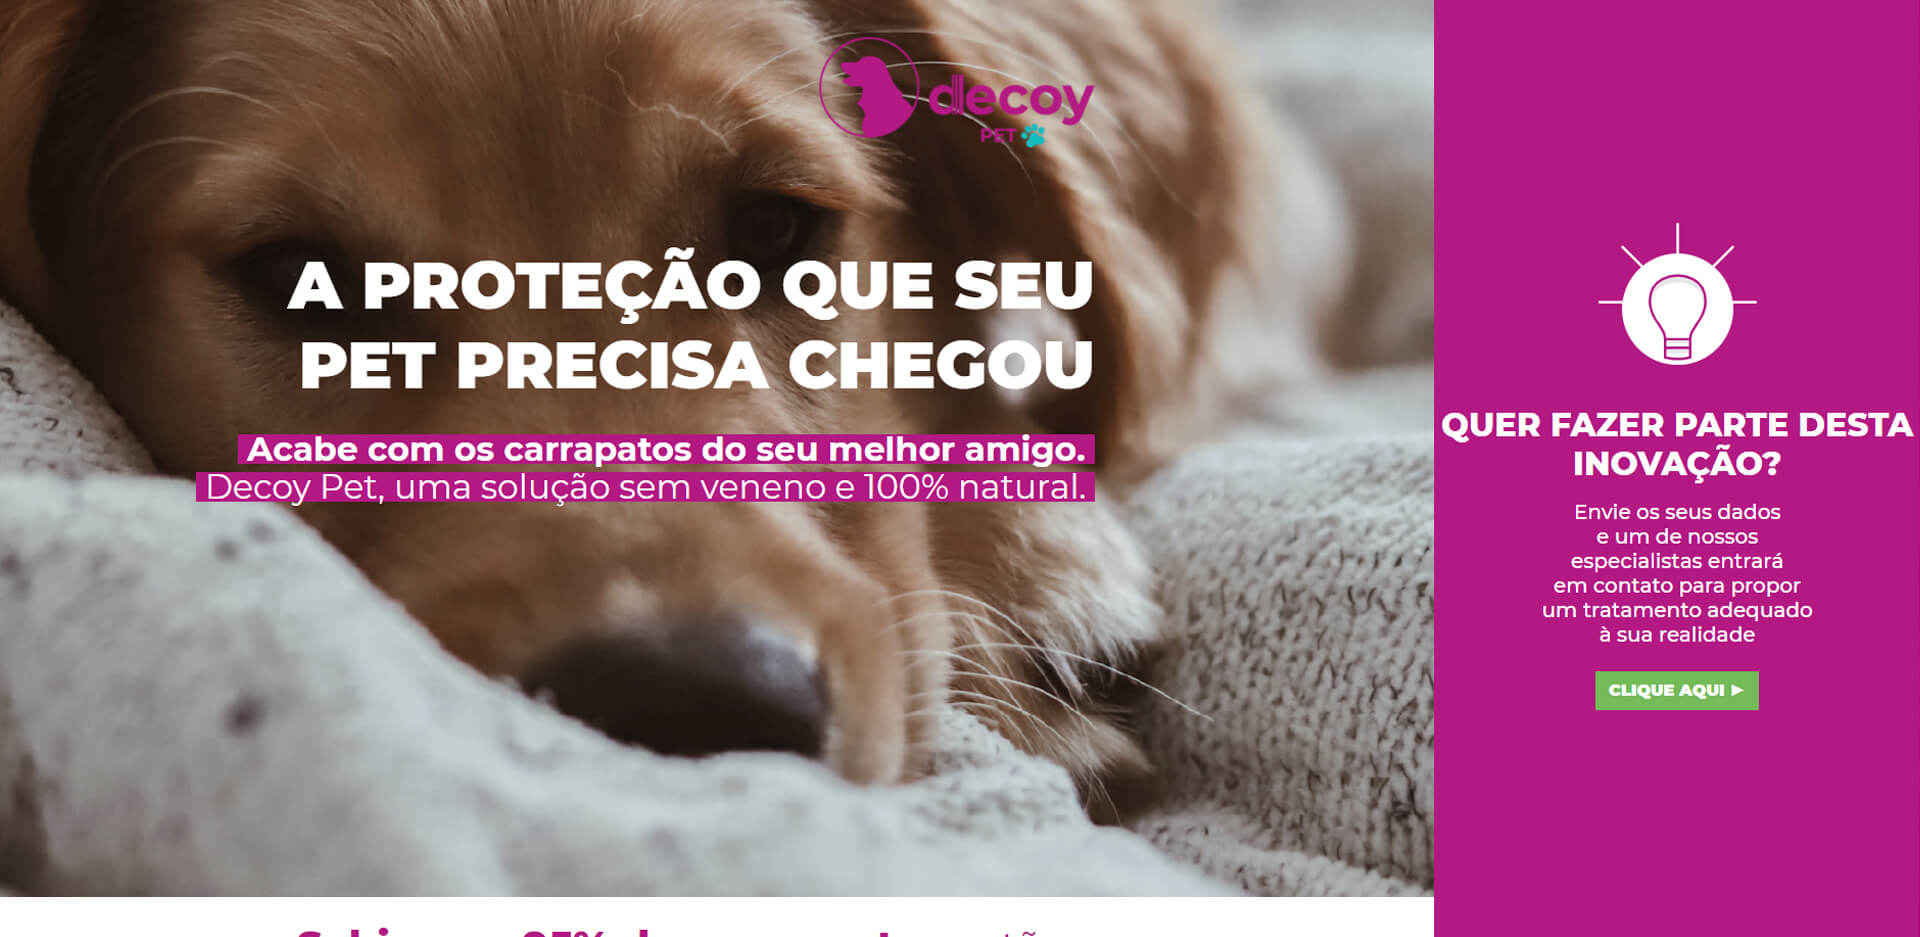 decoy
PET
A PROTEÇÃO QUE SEU
PET PRECISA CHEGOU
Acabe com os carrapatos do seu melhor amigo.
Decoy Pet, uma solução sem veneno e 100% natural.
QUER FAZER PARTE DESTA
INOVAÇÃO?
Envie os seus dados
e um de nossos
especialistas entrará
em contato para propor
um tratamento adequado
à sua realidade
CLIQUE AQUI ►